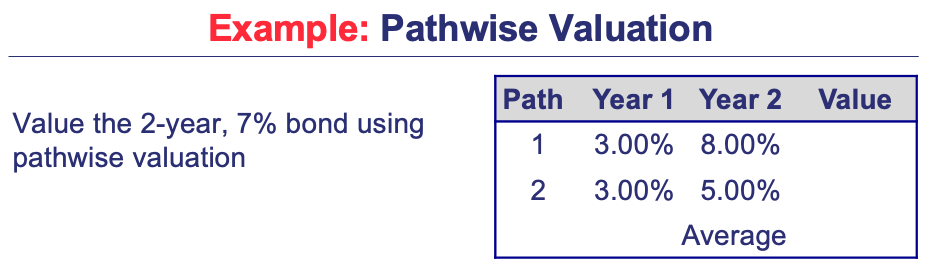 Example: Pathwise Valuation
Value the 2-year, 7% bond using
pathwise valuation
Path Year 1 Year 2 Value
1 3.00% 8.00%
2 3.00% 5.00%
Average